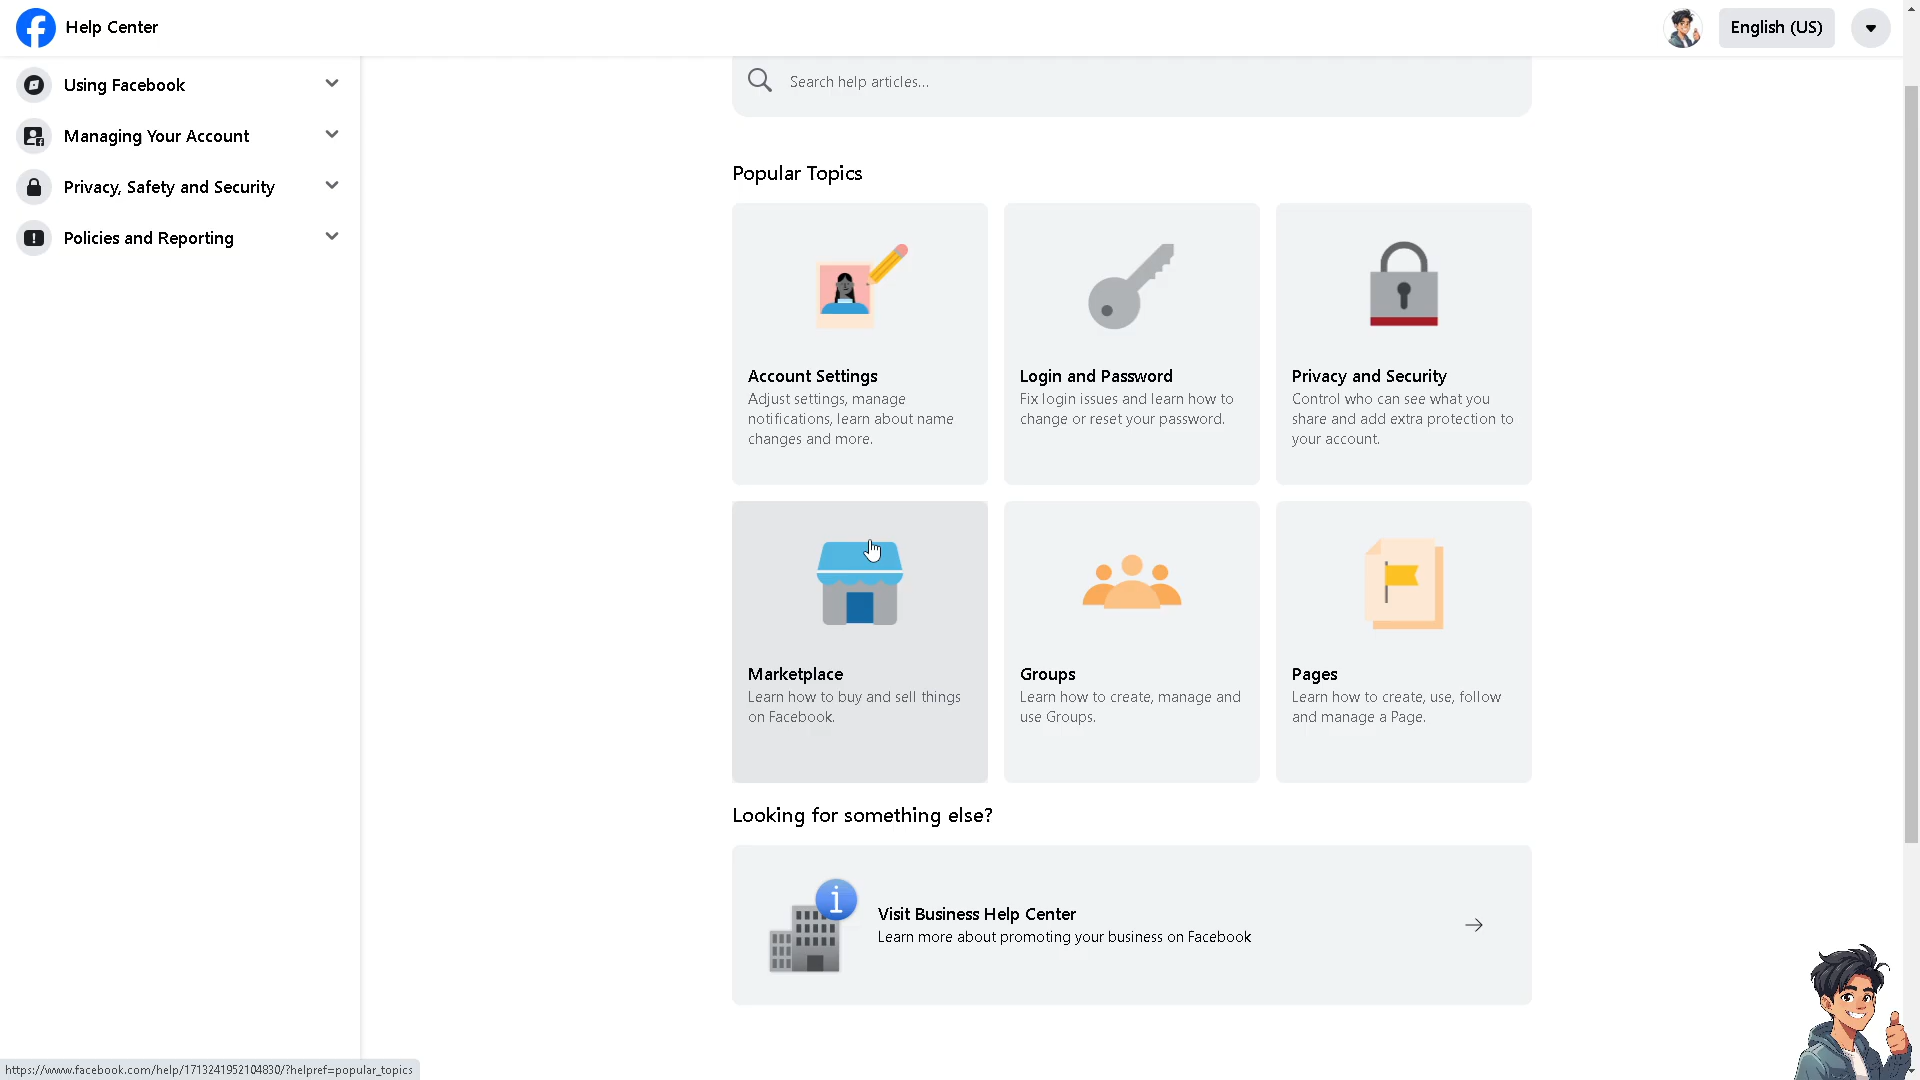 Help Center
English (US)
Using Facebook
Managing Your Account
Privacy, Safety and Security
Policies and Reporting
Search help articles...
Popular Topics
Account Settings
Adjust settings, manage
notifications, learn about name
changes and more.
Login and Password
Fix login issues and learn how to
change or reset your password.
Privacy and Security
Control who can see what you
share and add extra protection to
your account.
Marketplace
Learn how to buy and sell things
on Facebook.
Groups
Learn how to create, manage and
use Groups.
Pages
Learn how to create, use, follow
and manage a Page.
Looking for something else?
Visit Business Help Center
Learn more about promoting your business on Facebook
https://www.facebook.com/help/1713241952104830/?helpref=popular_topics